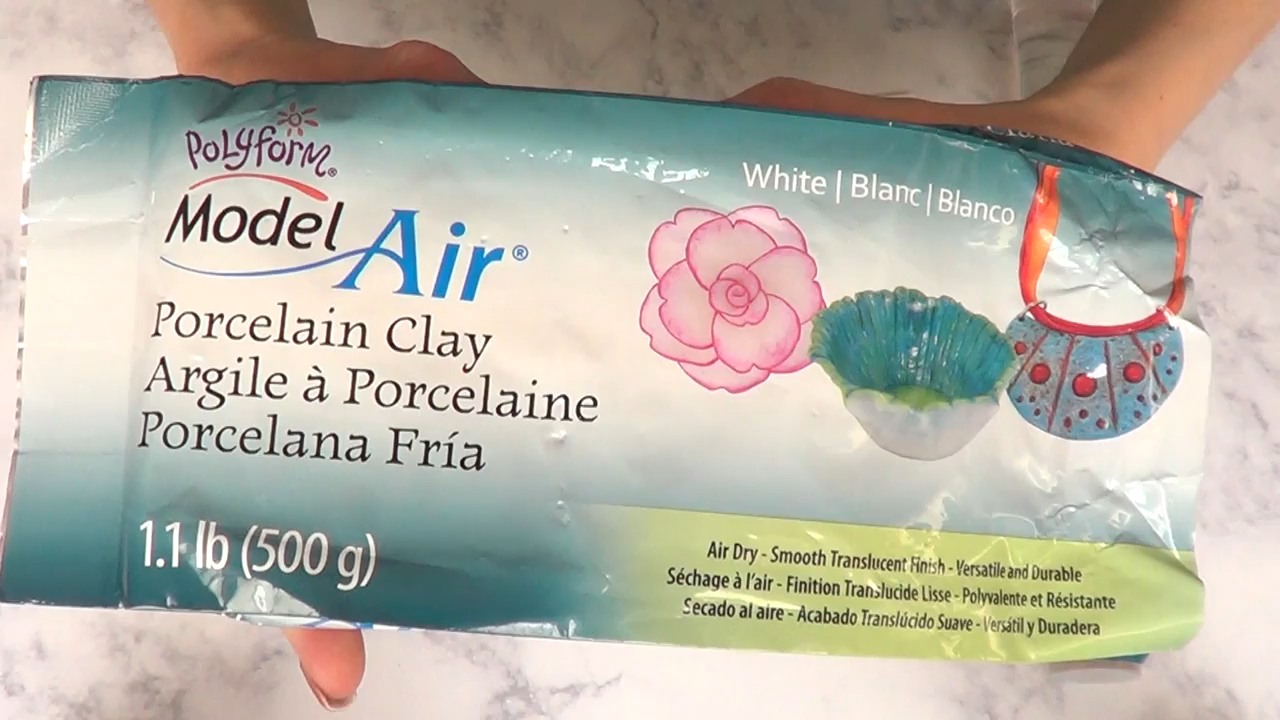 Polyform®
Model Air®
Porcelain Clay
Argile à Porcelaine
Porcelana Fría
1.1 lb (500 g)
White | Blanc | Blanco
Air Dry - Smooth Translucent Finish - Versatile and Durable
Séchage à l'air - Finition Translucide Lisse - Polyvalente et Résistante
Secado al aire - Acabado Translúcido Suave - Versátil y Duradera